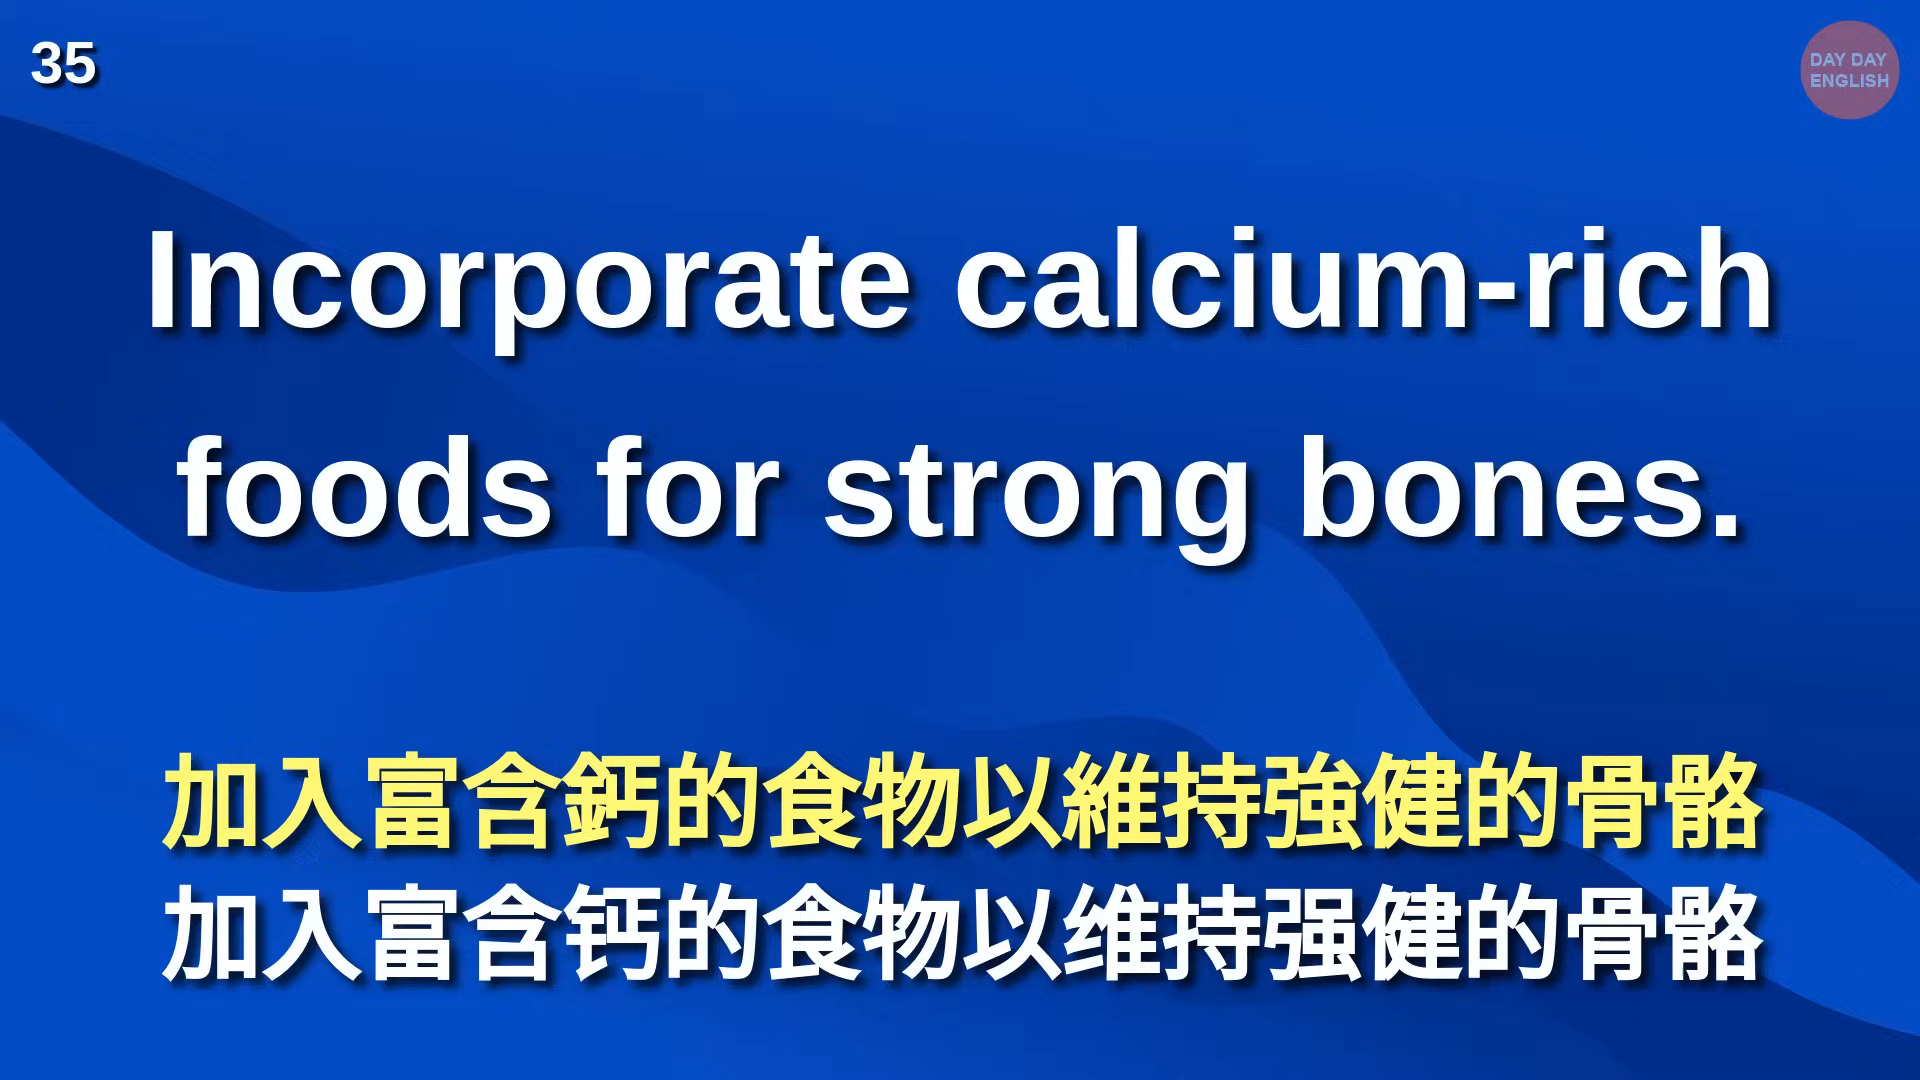 35
DAY DAY
ENGLISH
Incorporate calcium-rich
foods for strong bones.
加入富含鈣的食物以維持強健的骨骼
加入富含钙的食物以维持强健的骨骼